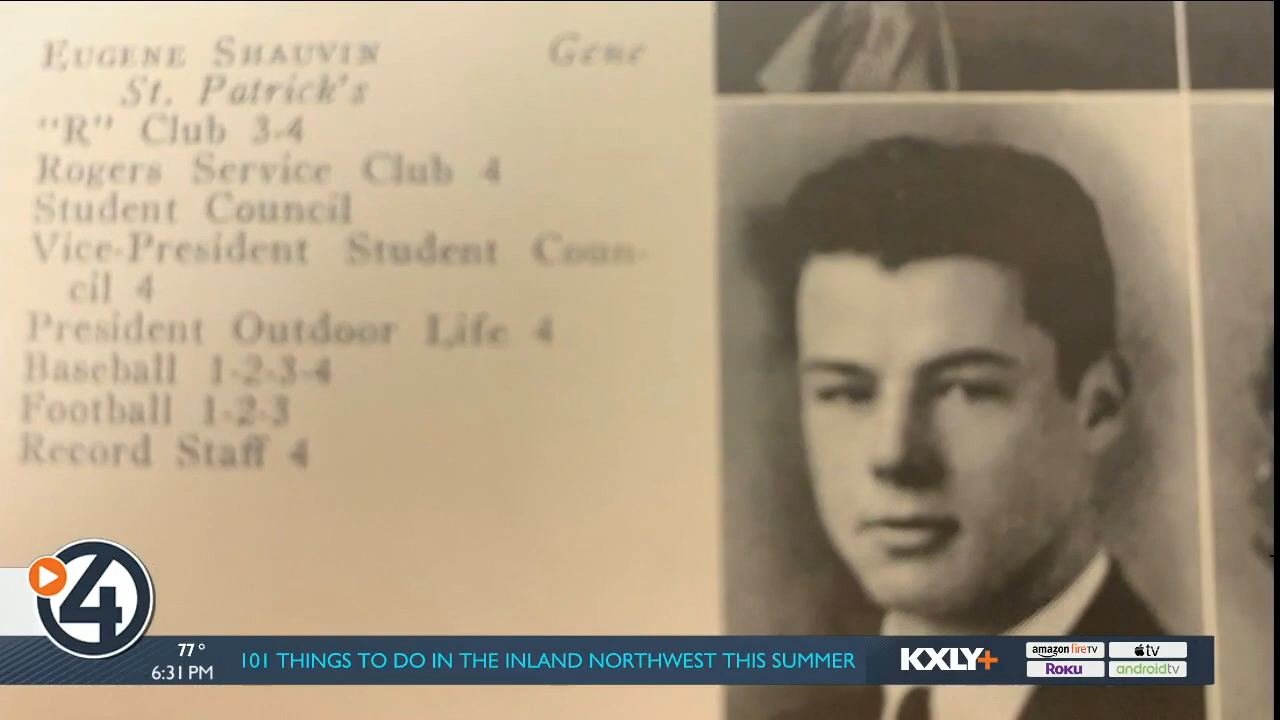 EUGENE SHAUVIN Gene
St. Patrick's
"R" Club 3-4
Rogers Service Club 4
Student Council
Vice-President Student Coun-
cil 4
President Outdoor Life 4
Baseball 1-2-3-4
Football 1-2-3
Record Staff 4
4
77°
6:31 PM
101 THINGS TO DO IN THE INLAND NORTHWEST THIS SUMMER
KXLY+
amazon fireTV
tv
Roku
androidtv